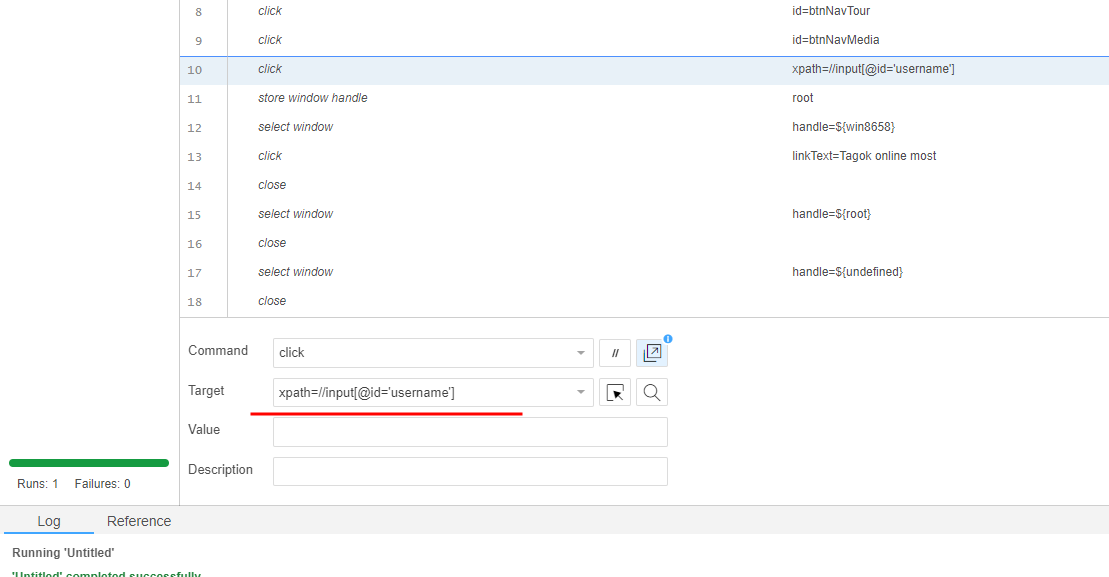 8 click id=btnNavTour
9 click id=btnNavMedia
10 click xpath=//input[@id='username']
11 store window handle root
12 select window handle=${win8658}
13 click linkText=Tagok online most
14 close
15 select window handle=${root}
16 close
17 select window handle=${undefined}
18 close
Command click //
Target xpath=//input[@id='username']
Value
Description
Runs: 1 Failures: 0
Log Reference
Running 'Untitled'
'Untitled' completed successfully